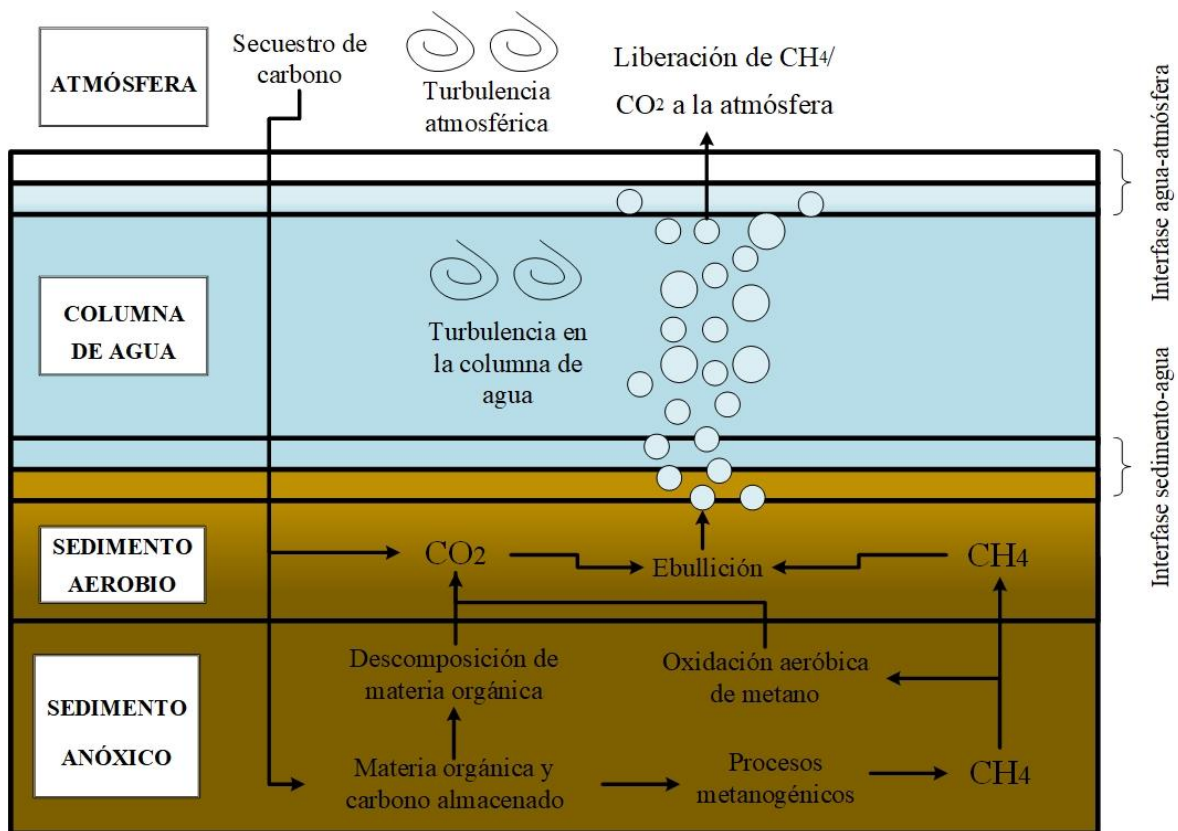 ATMÓSFERA
Secuestro de
carbono
Turbulencia
atmosférica
Liberación de CH4/
CO2 a la atmósfera
Interfase agua-atmósfera
COLUMNA
DE AGUA
Turbulencia en
la columna de
agua
Interfase sedimento-agua
SEDIMENTO
AEROBIO
CO2
Ebullición
CH4
SEDIMENTO
ANÓXICO
Descomposición de
materia orgánica
Oxidación aeróbica
de metano
Materia orgánica y
carbono almacenado
Procesos
metanogénicos
CH4